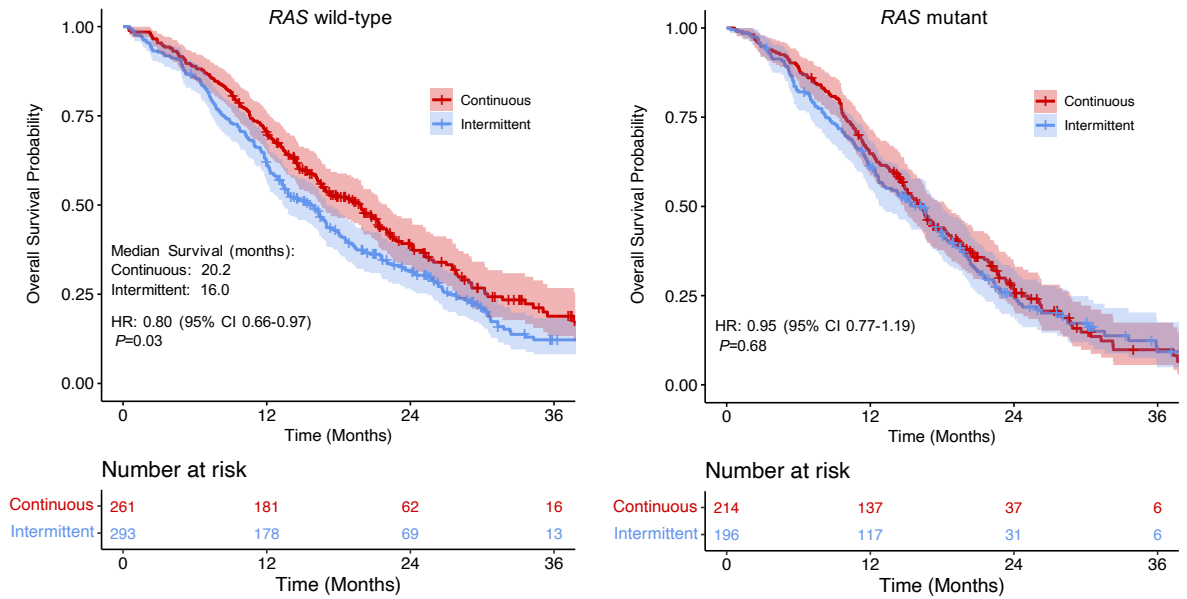 RAS wild-type
Overall Survival Probability
1.00
0.75
0.50
0.25
0.00
Continuous
Intermittent
Median Survival (months):
Continuous: 20.2
Intermittent: 16.0
HR: 0.80 (95% CI 0.66-0.97)
P=0.03
0 12 24 36
Time (Months)
Number at risk
Continuous 261 181 62 16
Intermittent 293 178 69 13
0 12 24 36
Time (Months)
RAS mutant
Overall Survival Probability
1.00
0.75
0.50
0.25
0.00
Continuous
Intermittent
HR: 0.95 (95% CI 0.77-1.19)
P=0.68
0 12 24 36
Time (Months)
Number at risk
Continuous 214 137 37 6
Intermittent 196 117 31 6
0 12 24 36
Time (Months)